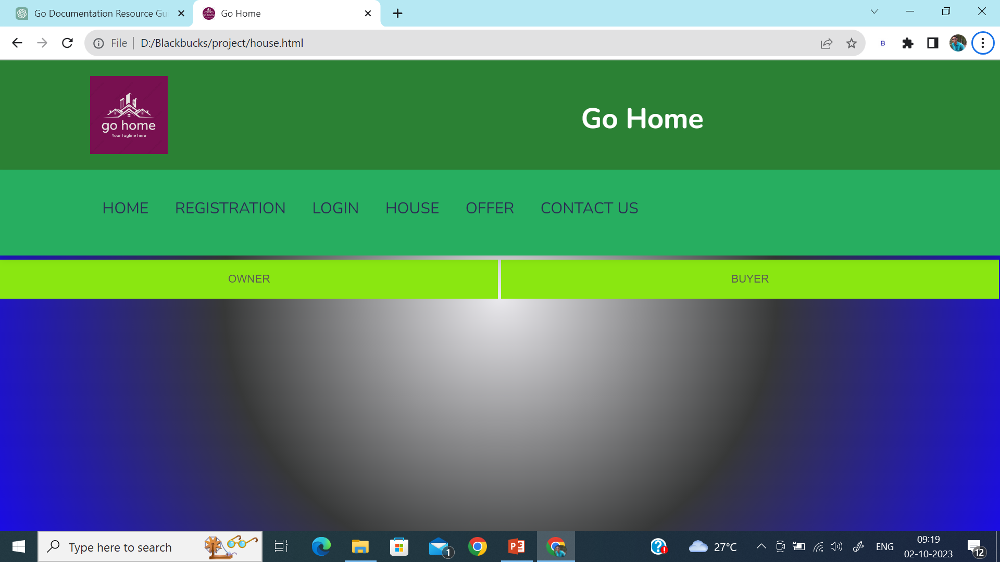 Go Documentation Resource Gu
Go Home
File
D:/Blackbucks/project/house.html
B
go home
Your tagline here
Go Home
HOME
REGISTRATION
LOGIN
HOUSE
OFFER
CONTACT US
OWNER
BUYER
Type here to search
1
27°C
ENG
09:19
02-10-2023
12